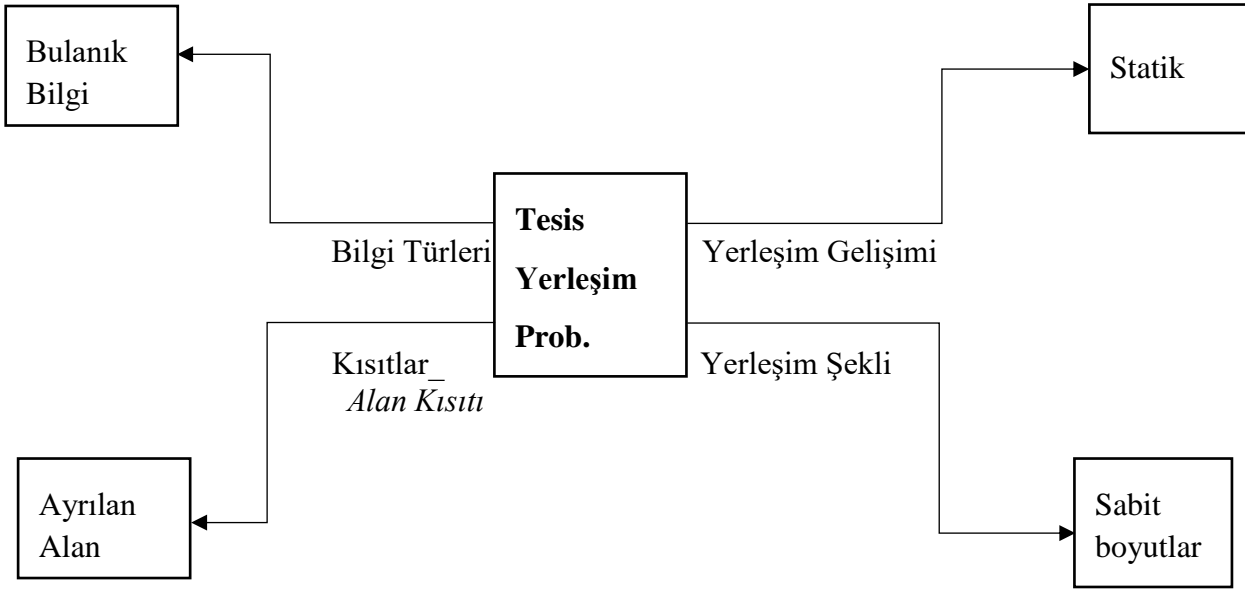 Bulanık
Bilgi
Statik
Tesis
Yerleşim
Prob.
Bilgi Türleri
Yerleşim Gelişimi
Kısıtlar_
Alan Kısıtı
Yerleşim Şekli
Ayrılan
Alan
Sabit
boyutlar